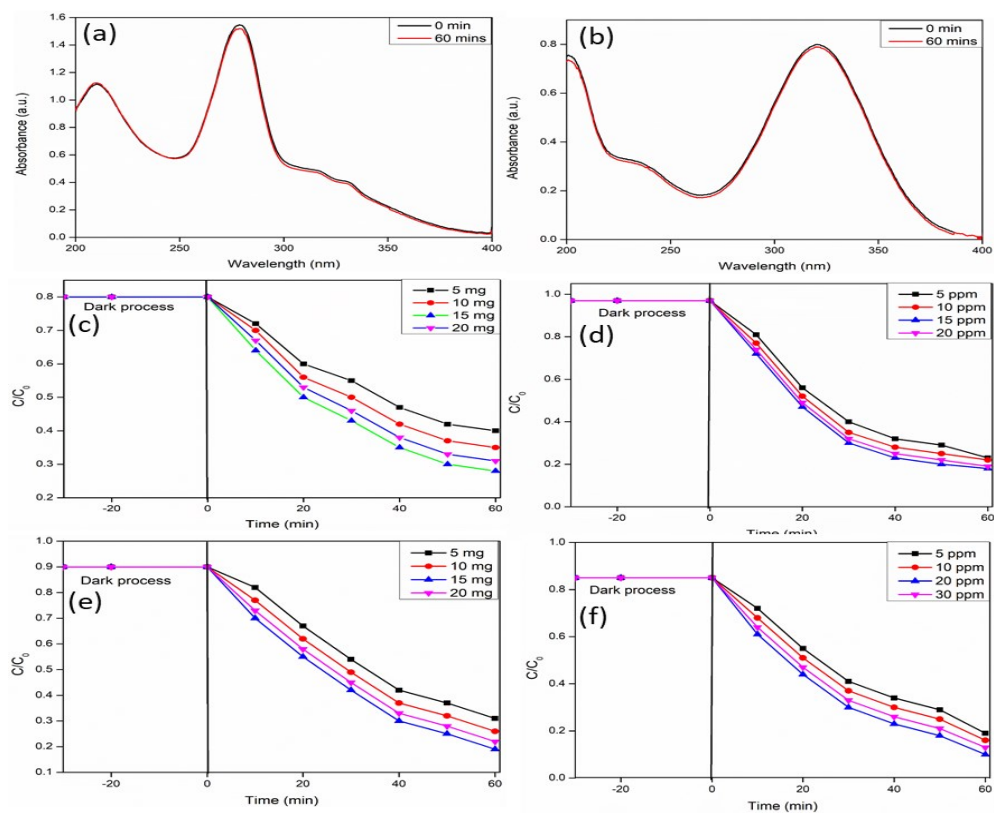 (a)
0 min
60 mins
1.6
1.4
1.2
1.0
0.8
0.6
0.4
0.2
0.0
Absorbance (a.u.)
200 250 300 350 400
Wavelength (nm)
(b)
0 min
60 mins
0.8
0.6
0.4
0.2
0.0
Absorbance (a.u.)
200 250 300 350 400
Wavelength (nm)
(c)
Dark process
5 mg
10 mg
15 mg
20 mg
0.8
0.7
0.6
0.5
0.4
0.3
0.2
C/C0
-20 0 20 40 60
Time (min)
(d)
Dark process
5 ppm
10 ppm
15 ppm
20 ppm
1.0
0.8
0.6
0.4
0.2
0.0
C/C0
-20 0 20 40 60
Time (min)
(e)
Dark process
5 mg
10 mg
15 mg
20 mg
1.0
0.9
0.8
0.7
0.6
0.5
0.4
0.3
0.2
0.1
C/C0
-20 0 20 40 60
Time (min)
(f)
Dark process
5 ppm
10 ppm
20 ppm
30 ppm
1.0
0.8
0.6
0.4
0.2
0.0
C/C0
-20 0 20 40 60
Time (min)